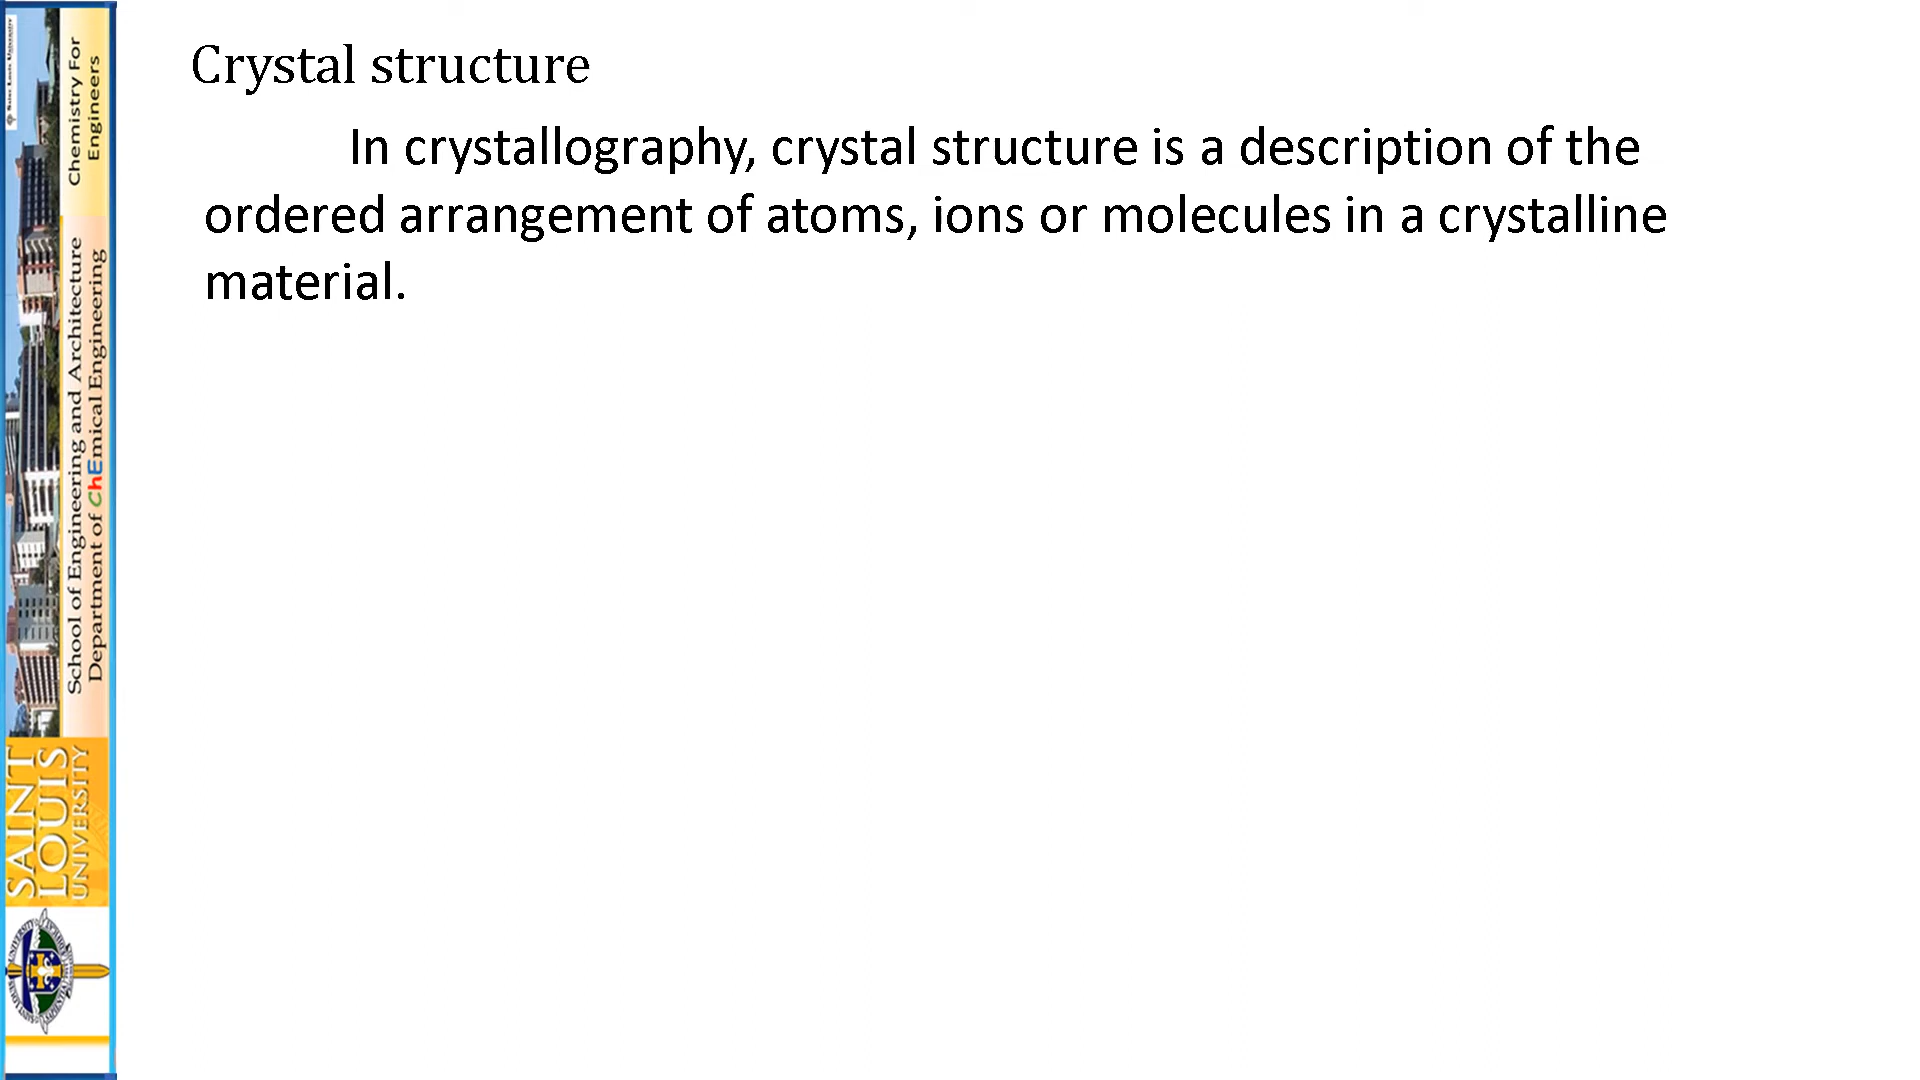 Crystal structure
In crystallography, crystal structure is a description of the
ordered arrangement of atoms, ions or molecules in a crystalline
material.
Chemistry For
Engineers
School of Engineering and Architecture
Department of ChEmical Engineering
SAINT
LOUIS
UNIVERSITY